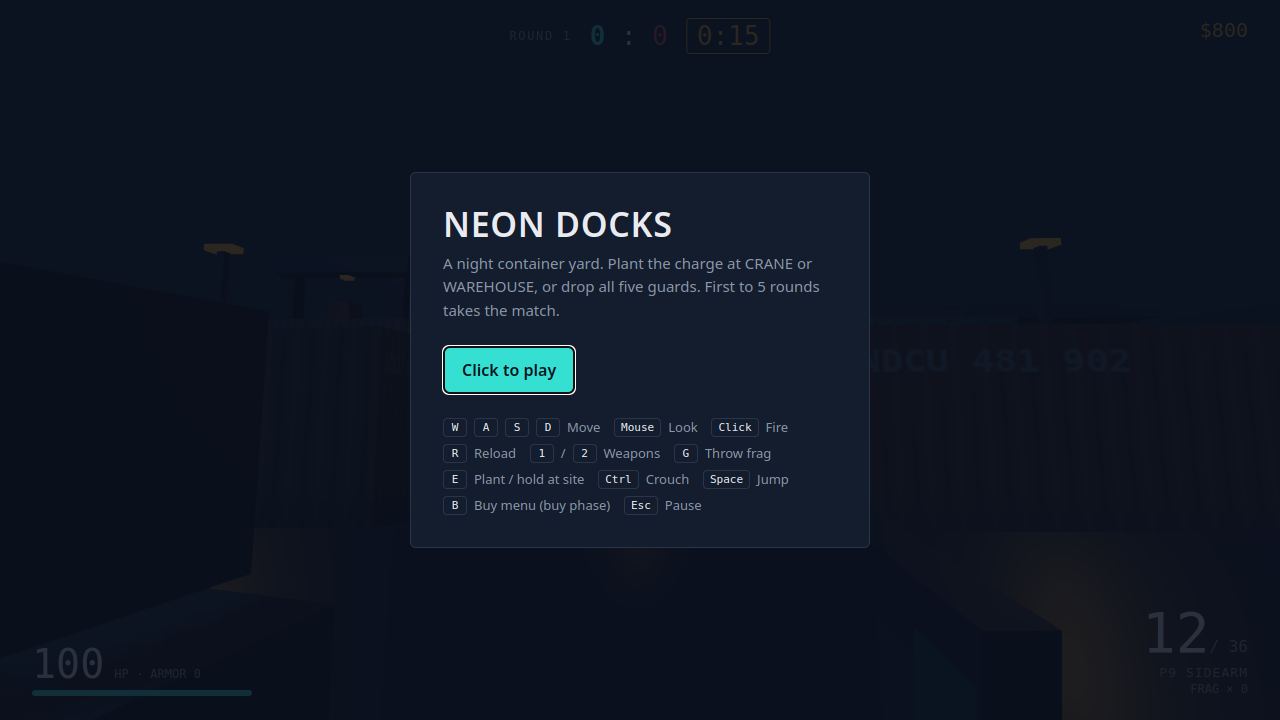 ROUND 1 0 : 0 0:15
$800
NEON DOCKS
A night container yard. Plant the charge at CRANE or
WAREHOUSE, or drop all five guards. First to 5 rounds
takes the match.
Click to play
W A S D Move Mouse Look Click Fire
R Reload 1 / 2 Weapons G Throw frag
E Plant / hold at site Ctrl Crouch Space Jump
B Buy menu (buy phase) Esc Pause
NDCU 481 902
100 HP · ARMOR 0
12 / 36
P9 SIDEARM
FRAG × 0